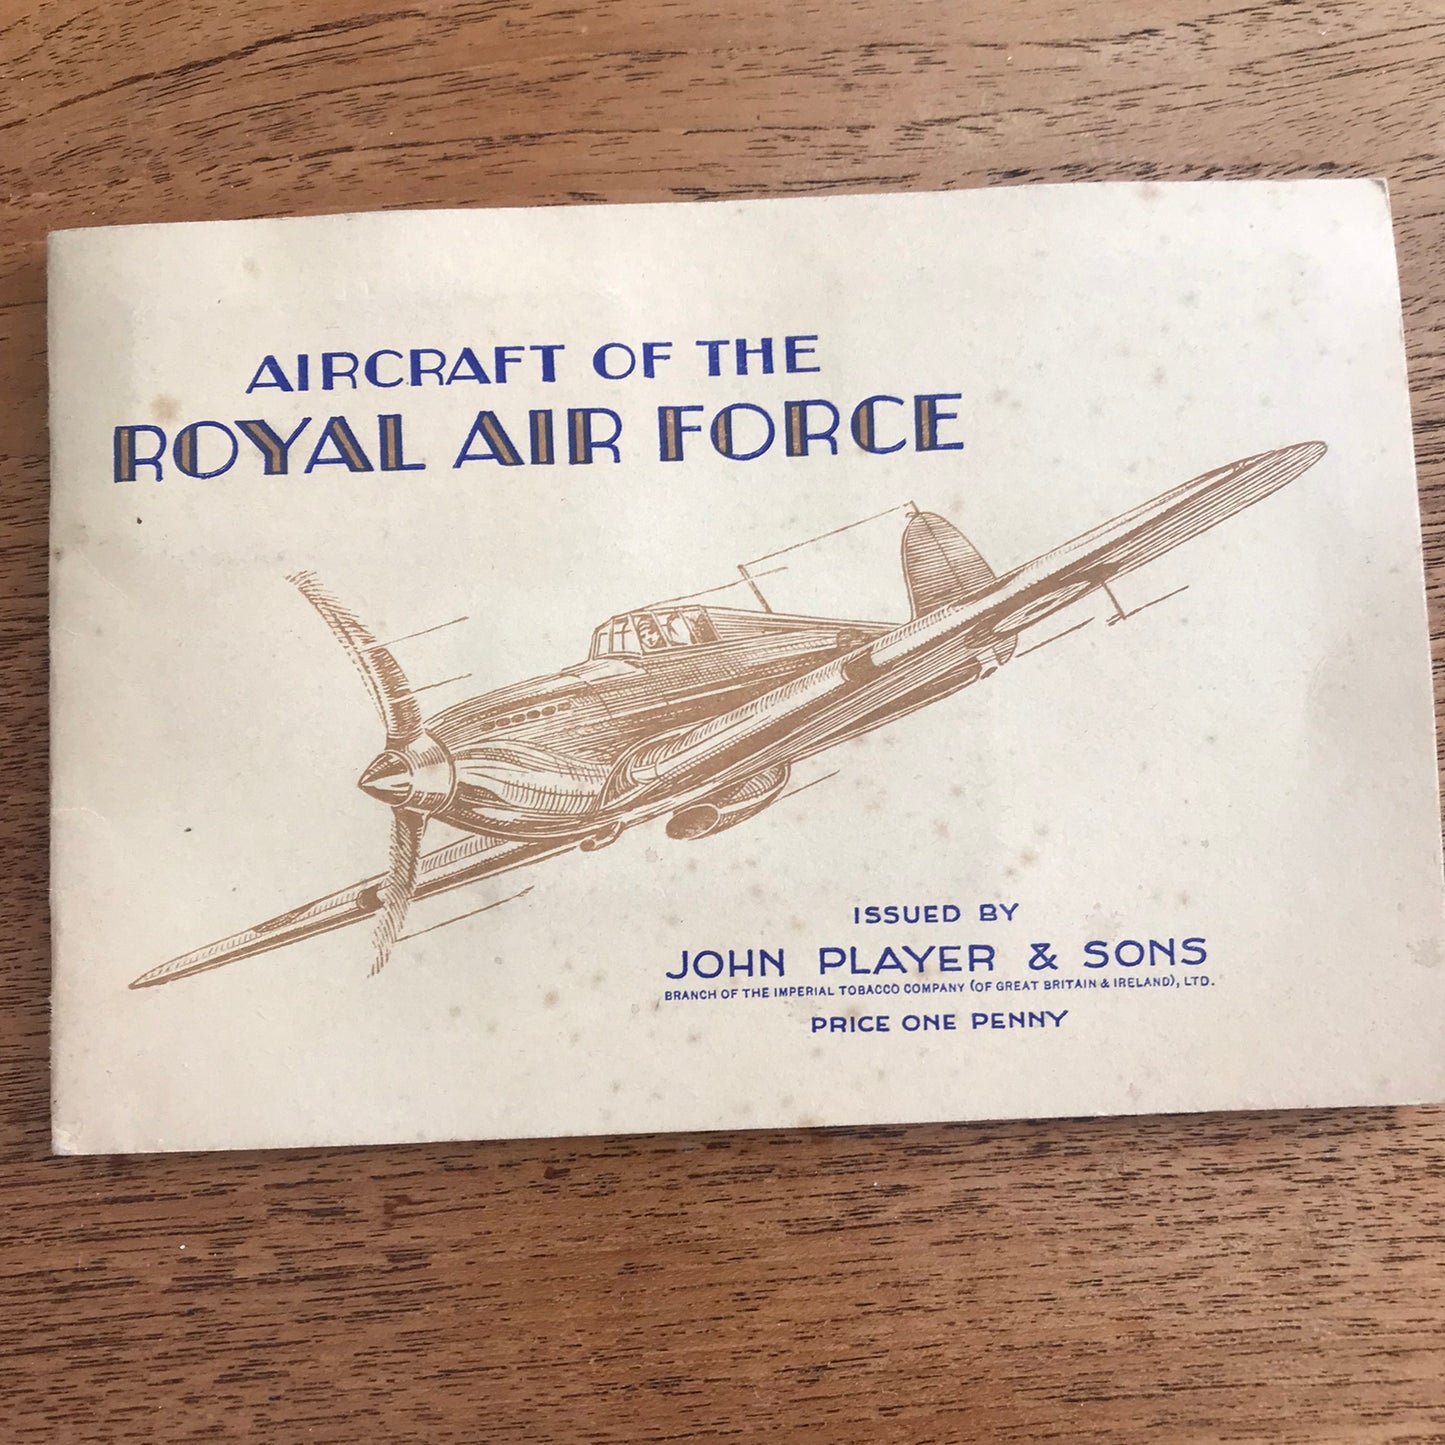 AIRCRAFT OF THE
ROYAL AIR FORCE
ISSUED BY
JOHN PLAYER & SONS
BRANCH OF THE IMPERIAL TOBACCO COMPANY (OF GREAT BRITAIN & IRELAND), LTD.
PRICE ONE PENNY